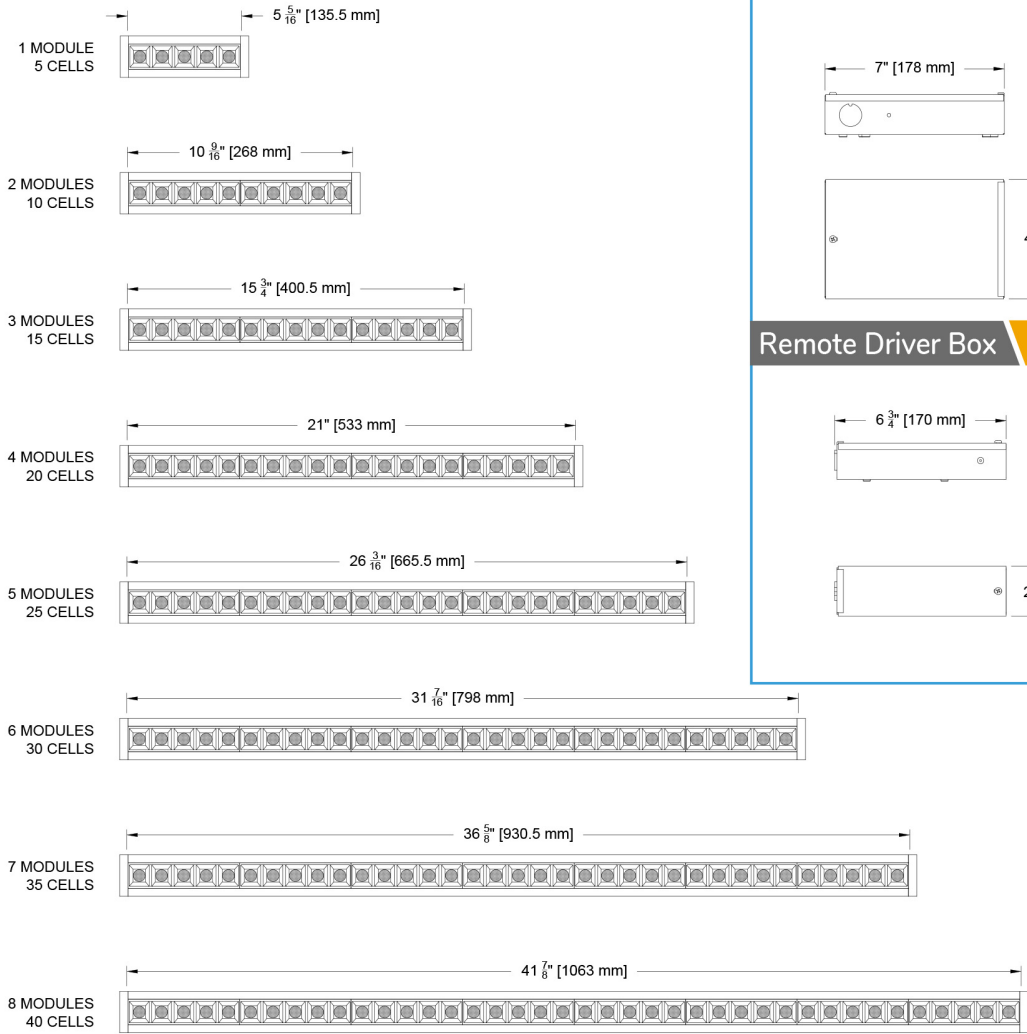 5 5/16" [135.5 mm]
1 MODULE
5 CELLS
10 9/16" [268 mm]
2 MODULES
10 CELLS
15 3/4" [400.5 mm]
3 MODULES
15 CELLS
21" [533 mm]
4 MODULES
20 CELLS
26 3/16" [665.5 mm]
5 MODULES
25 CELLS
31 7/16" [798 mm]
6 MODULES
30 CELLS
36 5/8" [930.5 mm]
7 MODULES
35 CELLS
41 7/8" [1063 mm]
8 MODULES
40 CELLS
7" [178 mm]
Remote Driver Box
6 3/4" [170 mm]